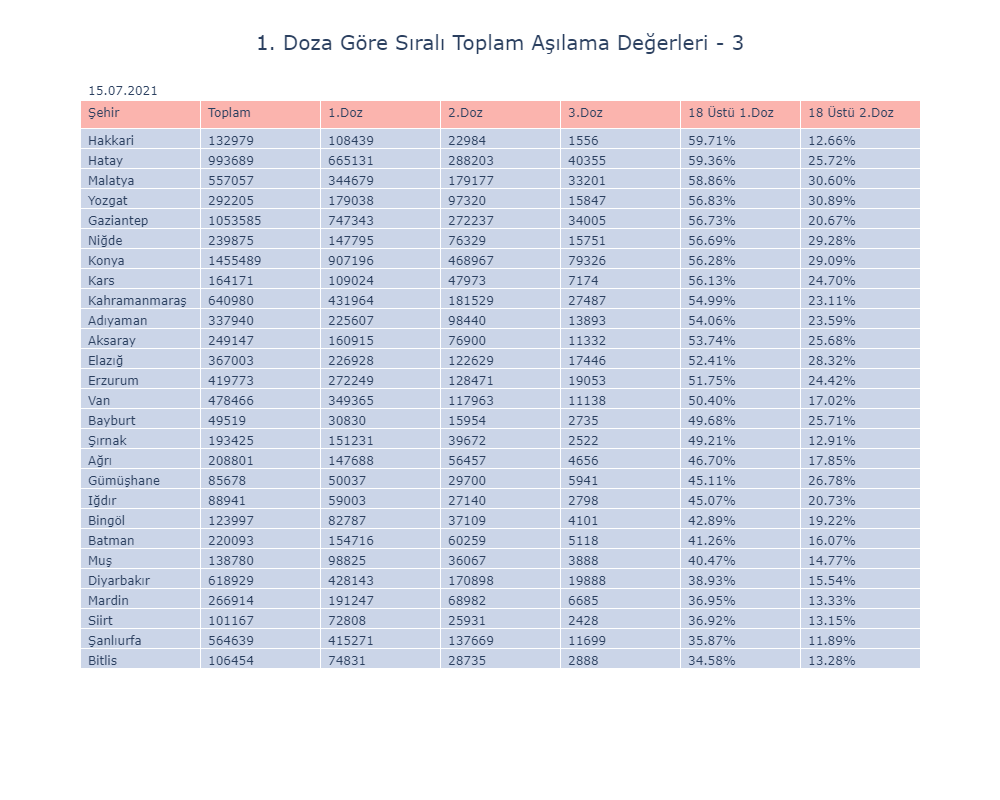 1. Doza Göre Sıralı Toplam Aşılama Değerleri - 3
15.07.2021
Şehir Toplam 1.Doz 2.Doz 3.Doz 18 Üstü 1.Doz 18 Üstü 2.Doz
Hakkari 132979 108439 22984 1556 59.71% 12.66%
Hatay 993689 665131 288203 40355 59.36% 25.72%
Malatya 557057 344679 179177 33201 58.86% 30.60%
Yozgat 292205 179038 97320 15847 56.83% 30.89%
Gaziantep 1053585 747343 272237 34005 56.73% 20.67%
Niğde 239875 147795 76329 15751 56.69% 29.28%
Konya 1455489 907196 468967 79326 56.28% 29.09%
Kars 164171 109024 47973 7174 56.13% 24.70%
Kahramanmaraş 640980 431964 181529 27487 54.99% 23.11%
Adıyaman 337940 225607 98440 13893 54.06% 23.59%
Aksaray 249147 160915 76900 11332 53.74% 25.68%
Elazığ 367003 226928 122629 17446 52.41% 28.32%
Erzurum 419773 272249 128471 19053 51.75% 24.42%
Van 478466 349365 117963 11138 50.40% 17.02%
Bayburt 49519 30830 15954 2735 49.68% 25.71%
Şırnak 193425 151231 39672 2522 49.21% 12.91%
Ağrı 208801 147688 56457 4656 46.70% 17.85%
Gümüşhane 85678 50037 29700 5941 45.11% 26.78%
Iğdır 88941 59003 27140 2798 45.07% 20.73%
Bingöl 123997 82787 37109 4101 42.89% 19.22%
Batman 220093 154716 60259 5118 41.26% 16.07%
Muş 138780 98825 36067 3888 40.47% 14.77%
Diyarbakır 618929 428143 170898 19888 38.93% 15.54%
Mardin 266914 191247 68982 6685 36.95% 13.33%
Siirt 101167 72808 25931 2428 36.92% 13.15%
Şanlıurfa 564639 415271 137669 11699 35.87% 11.89%
Bitlis 106454 74831 28735 2888 34.58% 13.28%